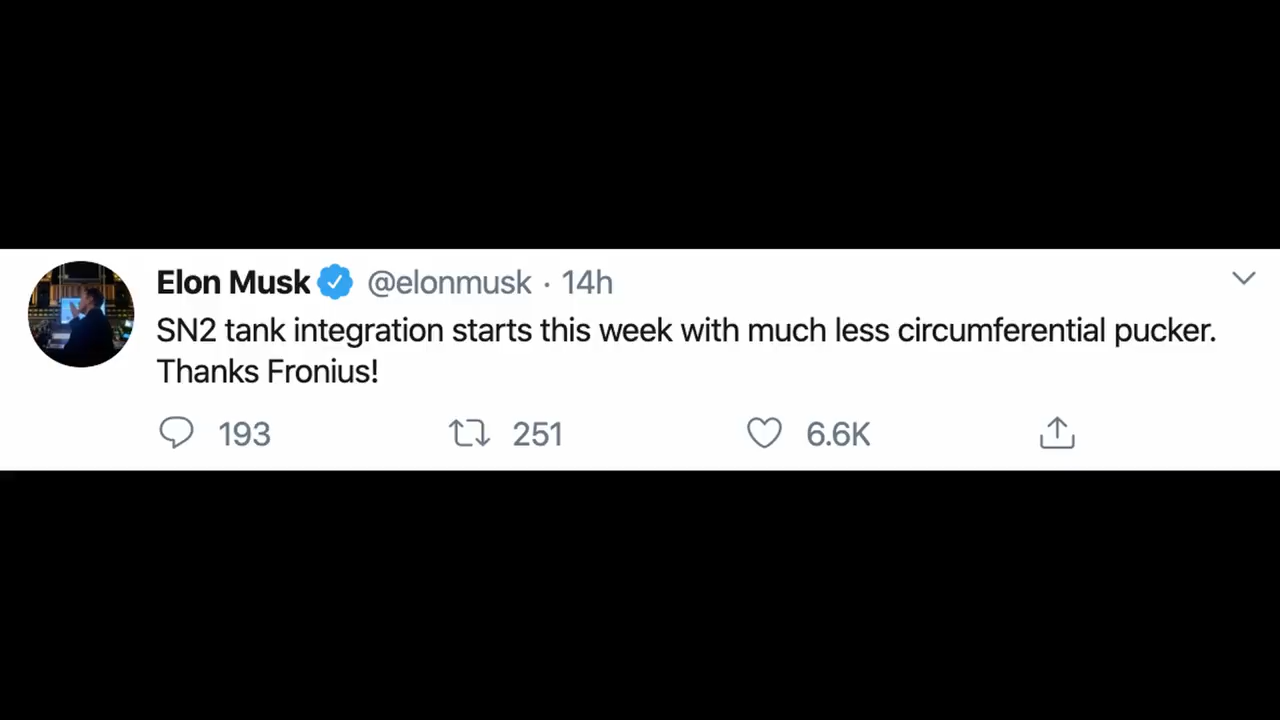 Elon Musk @elonmusk · 14h
SN2 tank integration starts this week with much less circumferential pucker.
Thanks Fronius!
193 251 6.6K